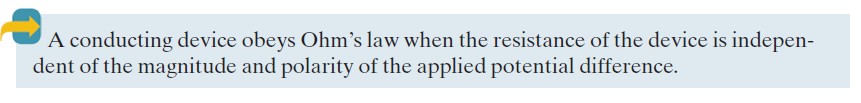 A conducting device obeys Ohm's law when the resistance of the device is indepen-
dent of the magnitude and polarity of the applied potential difference.